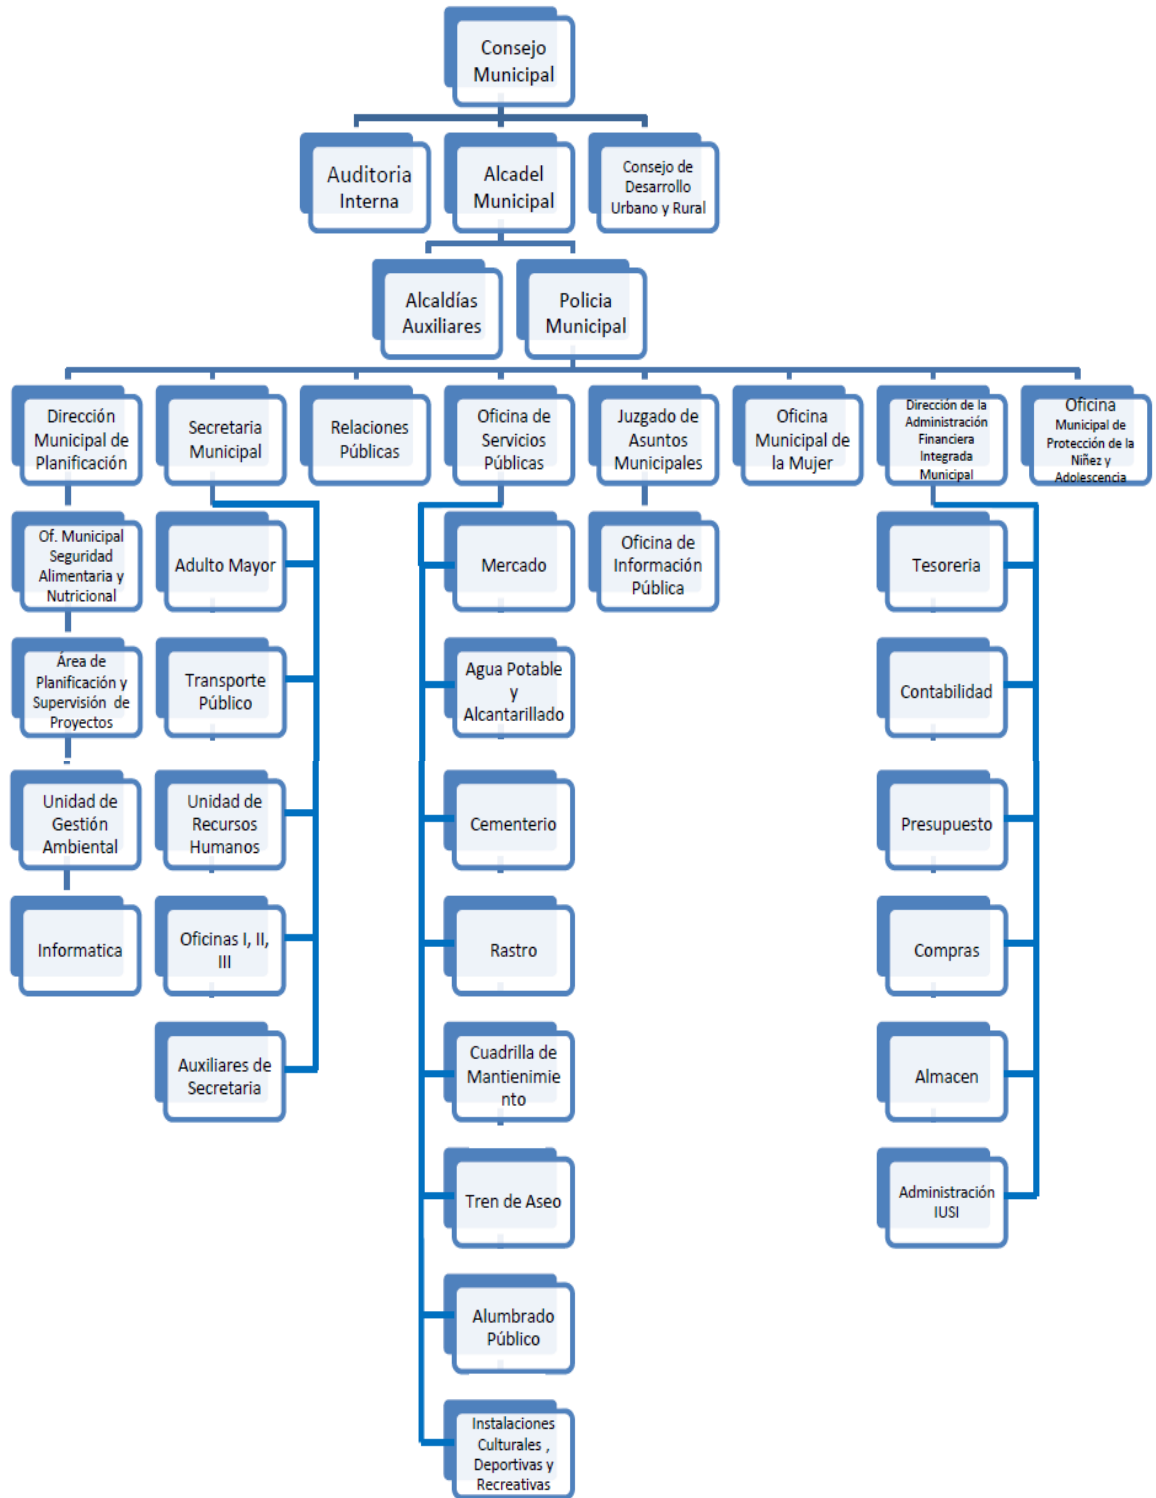 Consejo
Municipal
Auditoria
Interna
Alcadel
Municipal
Consejo de
Desarrollo
Urbano y Rural
Alcaldías
Auxiliares
Policia
Municipal
Dirección
Municipal de
Planificación
Secretaria
Municipal
Relaciones
Públicas
Oficina de
Servicios
Públicas
Juzgado de
Asuntos
Municipales
Oficina
Municipal de
la Mujer
Dirección de la
Administración
Financiera
Integrada
Municipal
Oficina
Municipal de
Protección de la
Niñez y
Adolescencia
Of. Municipal
Seguridad
Alimentaria y
Nutricional
Adulto Mayor
Mercado
Oficina de
Información
Pública
Tesoreria
Área de
Planificación y
Supervisión de
Proyectos
Transporte
Público
Agua Potable
y
Alcantarillado
Contabilidad
Unidad de
Gestión
Ambiental
Unidad de
Recursos
Humanos
Cementerio
Presupuesto
Informatica
Oficinas I, II,
III
Rastro
Compras
Auxiliares de
Secretaria
Cuadrilla de
Mantenimie
nto
Almacen
Tren de Aseo
Administración
IUSI
Alumbrado
Público
Instalaciones
Culturales ,
Deportivas y
Recreativas